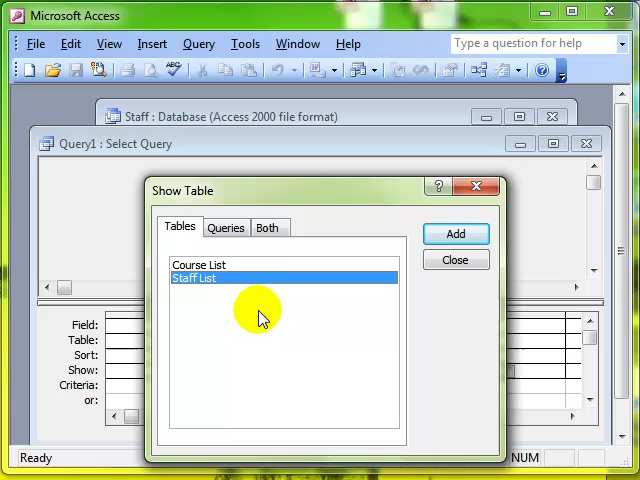 Microsoft Access
File Edit View Insert Query Tools Window Help Type a question for help
Staff : Database (Access 2000 file format)
Query1 : Select Query
Show Table
Tables Queries Both
Add
Close
Course List
Staff List
Field:
Table:
Sort:
Show:
Criteria:
or:
Ready NUM